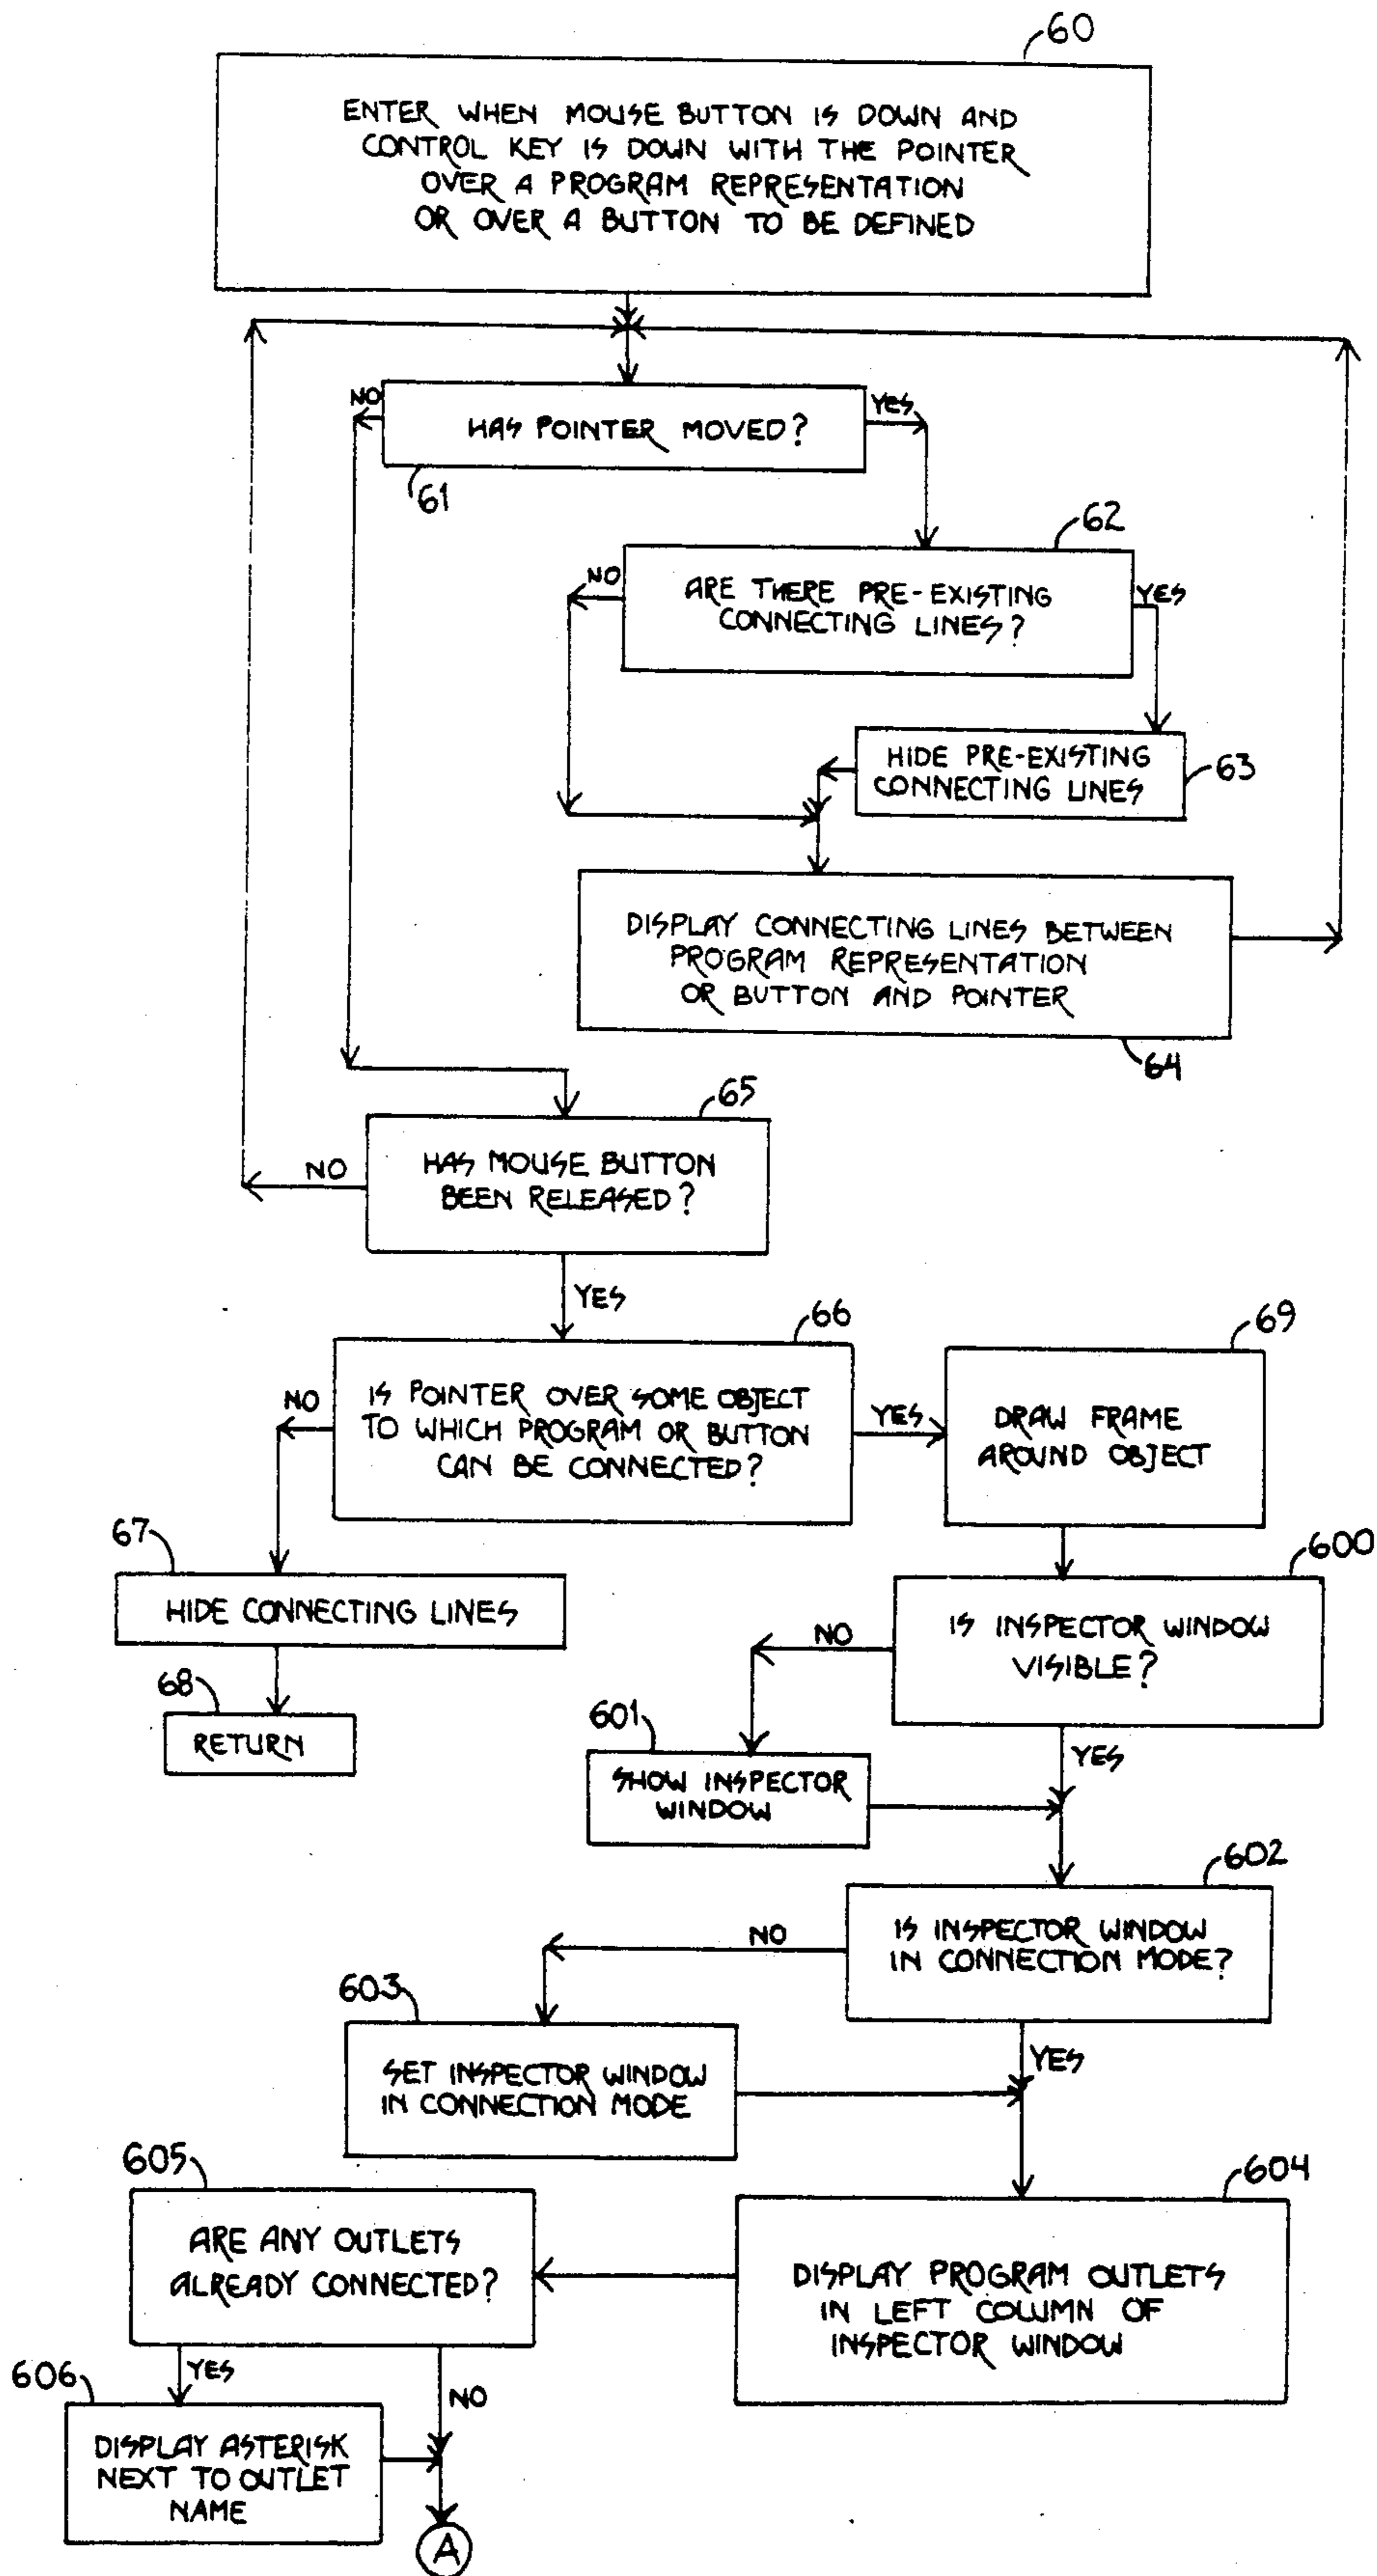 60
ENTER WHEN MOUSE BUTTON IS DOWN AND
CONTROL KEY IS DOWN WITH THE POINTER
OVER A PROGRAM REPRESENTATION
OR OVER A BUTTON TO BE DEFINED
NO
HAS POINTER MOVED?
YES
61
62
NO
ARE THERE PRE-EXISTING
CONNECTING LINES?
YES
HIDE PRE-EXISTING
CONNECTING LINES
63
DISPLAY CONNECTING LINES BETWEEN
PROGRAM REPRESENTATION
OR BUTTON AND POINTER
64
65
NO
HAS MOUSE BUTTON
BEEN RELEASED?
YES
66
NO
IS POINTER OVER SOME OBJECT
TO WHICH PROGRAM OR BUTTON
CAN BE CONNECTED?
YES
69
DRAW FRAME
AROUND OBJECT
67
HIDE CONNECTING LINES
68
RETURN
600
IS INSPECTOR WINDOW
VISIBLE?
NO
YES
601
SHOW INSPECTOR
WINDOW
602
IS INSPECTOR WINDOW
IN CONNECTION MODE?
NO
YES
603
SET INSPECTOR WINDOW
IN CONNECTION MODE
604
DISPLAY PROGRAM OUTLETS
IN LEFT COLUMN OF
INSPECTOR WINDOW
605
ARE ANY OUTLETS
ALREADY CONNECTED?
YES
NO
606
DISPLAY ASTERISK
NEXT TO OUTLET
NAME
A